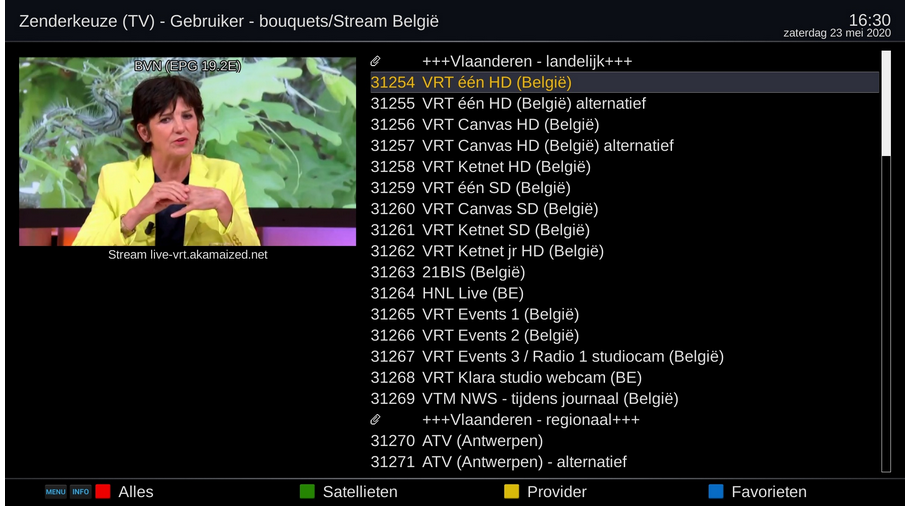 Zenderkeuze (TV) - Gebruiker - bouquets/Stream België
16:30
zaterdag 23 mei 2020
BVN (EPG 19.2E)
Stream live-vrt.akamaized.net
+++Vlaanderen - landelijk+++
31254 VRT één HD (België)
31255 VRT één HD (België) alternatief
31256 VRT Canvas HD (België)
31257 VRT Canvas HD (België) alternatief
31258 VRT Ketnet HD (België)
31259 VRT één SD (België)
31260 VRT Canvas SD (België)
31261 VRT Ketnet SD (België)
31262 VRT Ketnet jr HD (België)
31263 21BIS (België)
31264 HNL Live (BE)
31265 VRT Events 1 (België)
31266 VRT Events 2 (België)
31267 VRT Events 3 / Radio 1 studiocam (België)
31268 VRT Klara studio webcam (BE)
31269 VTM NWS - tijdens journaal (België)
+++Vlaanderen - regionaal+++
31270 ATV (Antwerpen)
31271 ATV (Antwerpen) - alternatief
MENU INFO Alles Satellieten Provider Favorieten